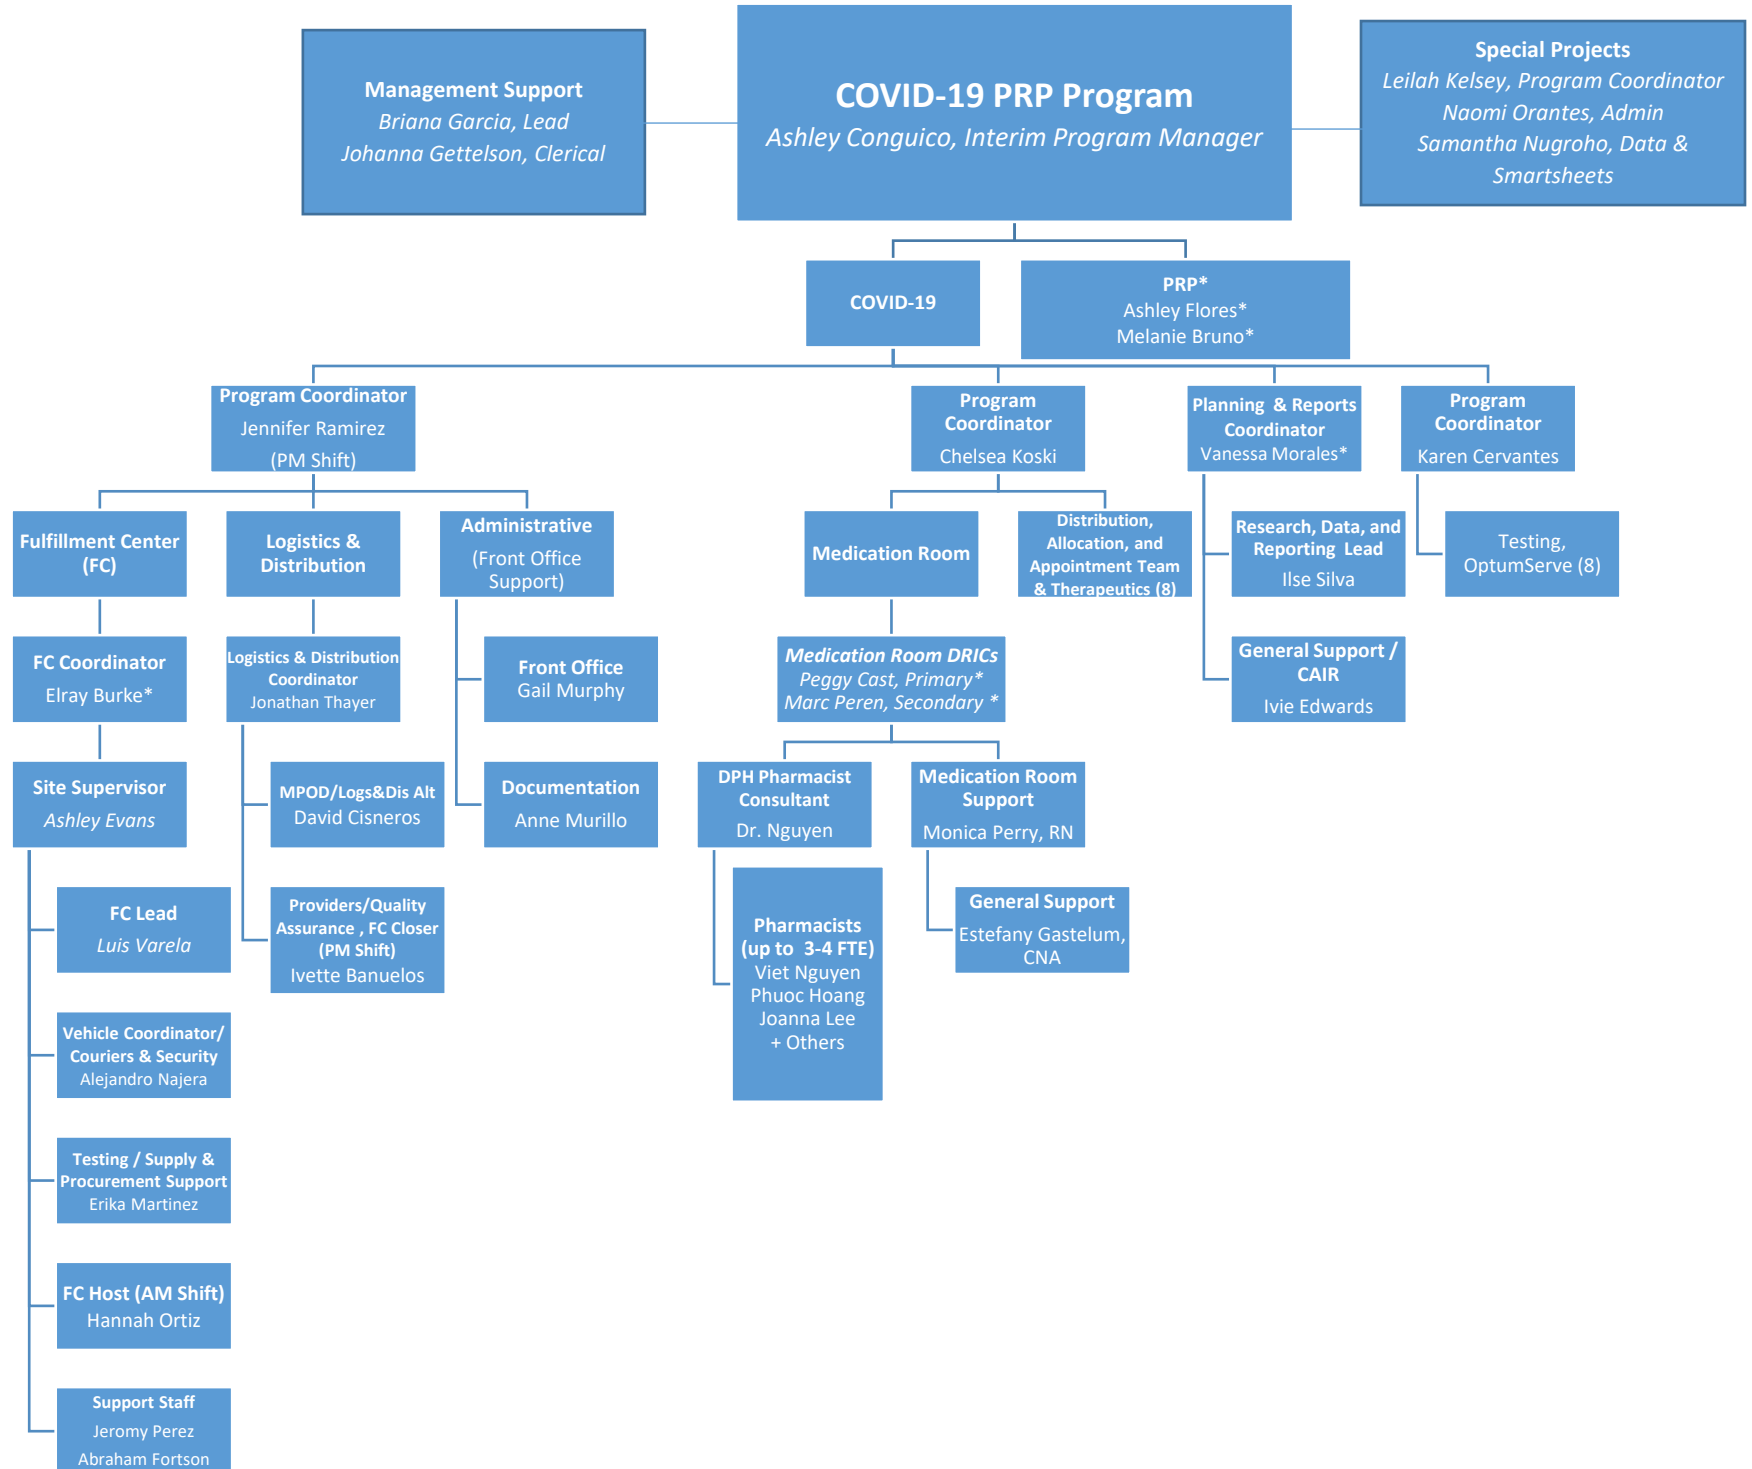 Management Support
Briana Garcia, Lead
Johanna Gettelson, Clerical
COVID-19 PRP Program
Ashley Conguico, Interim Program Manager
Special Projects
Leilah Kelsey, Program Coordinator
Naomi Orantes, Admin
Samantha Nugroho, Data &
Smartsheets
COVID-19
PRP*
Ashley Flores*
Melanie Bruno*
Program Coordinator
Jennifer Ramirez
(PM Shift)
Program
Coordinator
Chelsea Koski
Planning & Reports
Coordinator
Vanessa Morales*
Program
Coordinator
Karen Cervantes
Fulfillment Center
(FC)
Logistics &
Distribution
Administrative
(Front Office
Support)
Medication Room
Distribution,
Allocation, and
Appointment Team
& Therapeutics (8)
Research, Data, and
Reporting Lead
Ilse Silva
Testing,
OptumServe (8)
FC Coordinator
Elray Burke*
Logistics & Distribution
Coordinator
Jonathan Thayer
Front Office
Gail Murphy
Medication Room DRICs
Peggy Cast, Primary*
Marc Peren, Secondary *
General Support /
CAIR
Ivie Edwards
Site Supervisor
Ashley Evans
MPOD/Logs&Dis Alt
David Cisneros
Documentation
Anne Murillo
DPH Pharmacist
Consultant
Dr. Nguyen
Medication Room
Support
Monica Perry, RN
FC Lead
Luis Varela
Providers/Quality
Assurance , FC Closer
(PM Shift)
Ivette Banuelos
Pharmacists
(up to 3-4 FTE)
Viet Nguyen
Phuoc Hoang
Joanna Lee
+ Others
General Support
Estefany Gastelum,
CNA
Vehicle Coordinator/
Couriers & Security
Alejandro Najera
Testing / Supply &
Procurement Support
Erika Martinez
FC Host (AM Shift)
Hannah Ortiz
Support Staff
Jeromy Perez
Abraham Fortson